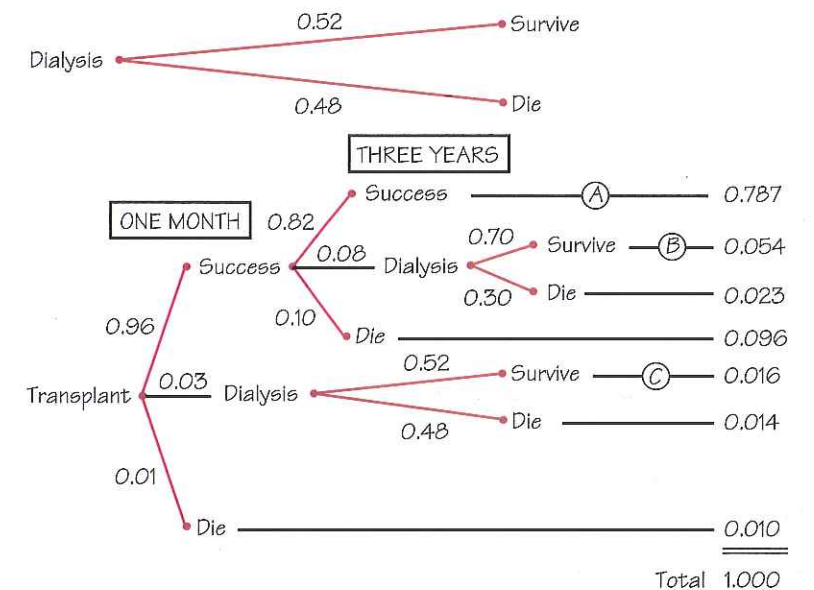 0.52
Survive
Dialysis
0.48
Die
THREE YEARS
Success A 0.787
ONE MONTH
0.82
0.70
Survive B 0.054
Success 0.08 Dialysis
0.30 Die 0.023
0.10
Die 0.096
0.96
0.52 Survive C 0.016
Transplant 0.03 Dialysis
0.48 Die 0.014
0.01
Die 0.010
Total 1.000